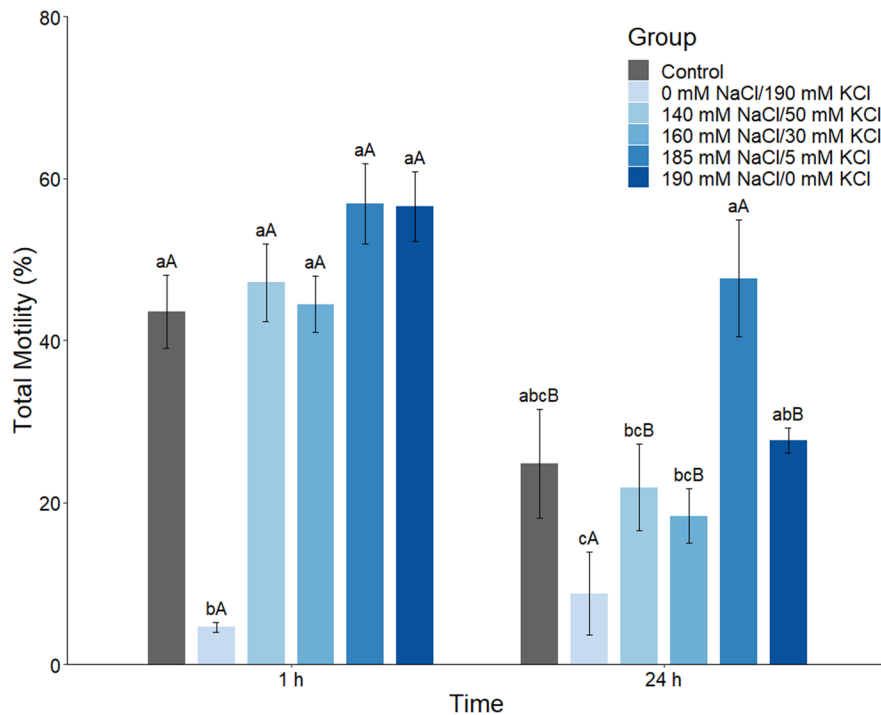 80
60
40
20
0
Total Motility (%)
Group
Control
0 mM NaCl/190 mM KCl
140 mM NaCl/50 mM KCl
160 mM NaCl/30 mM KCl
185 mM NaCl/5 mM KCl
190 mM NaCl/0 mM KCl
aA
bA
aA
aA
aA
aA
abcB
cA
bcB
bcB
aA
abB
1 h
24 h
Time